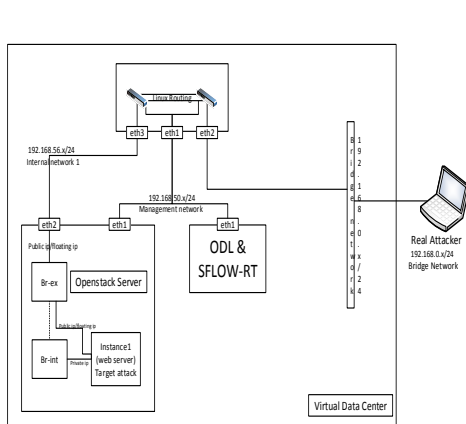 Linux Routing
eth3
eth1
eth2
192.168.56.x/24
Internal network 1
192.168.50.x/24
Management network
Bridge network
192.168.0.x/24
Real Attacker
192.168.0.x/24
Bridge Network
eth2
eth1
eth1
Public ip/floating ip
ODL &
SFLOW-RT
Br-ex
Openstack Server
Public ip/floating ip
Instance1
(web server)
Target attack
Br-int
Private ip
Virtual Data Center